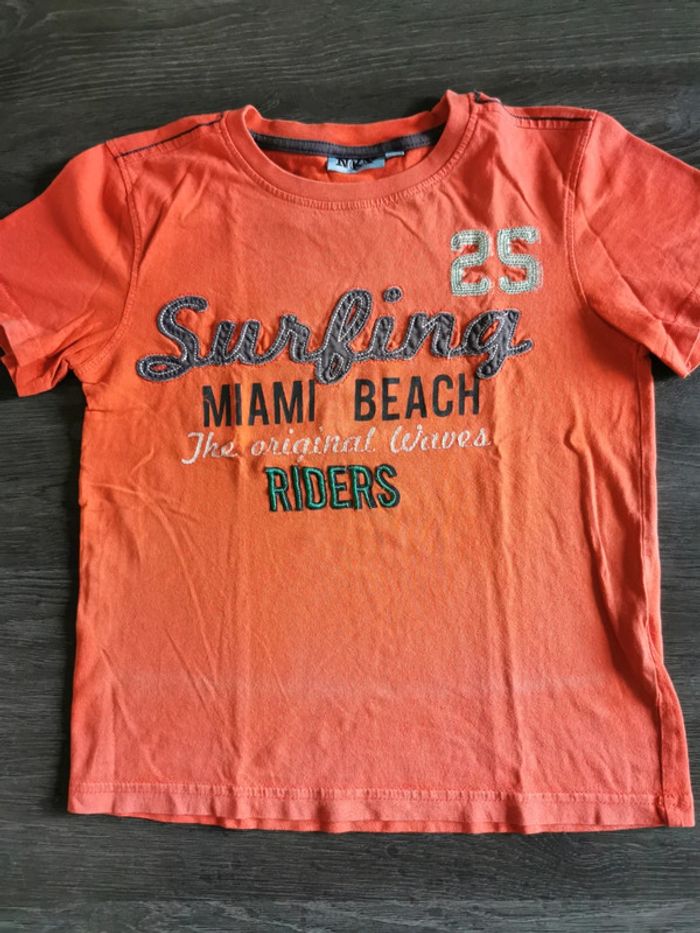 25
Surfing
MIAMI BEACH
The original Waves
RIDERS